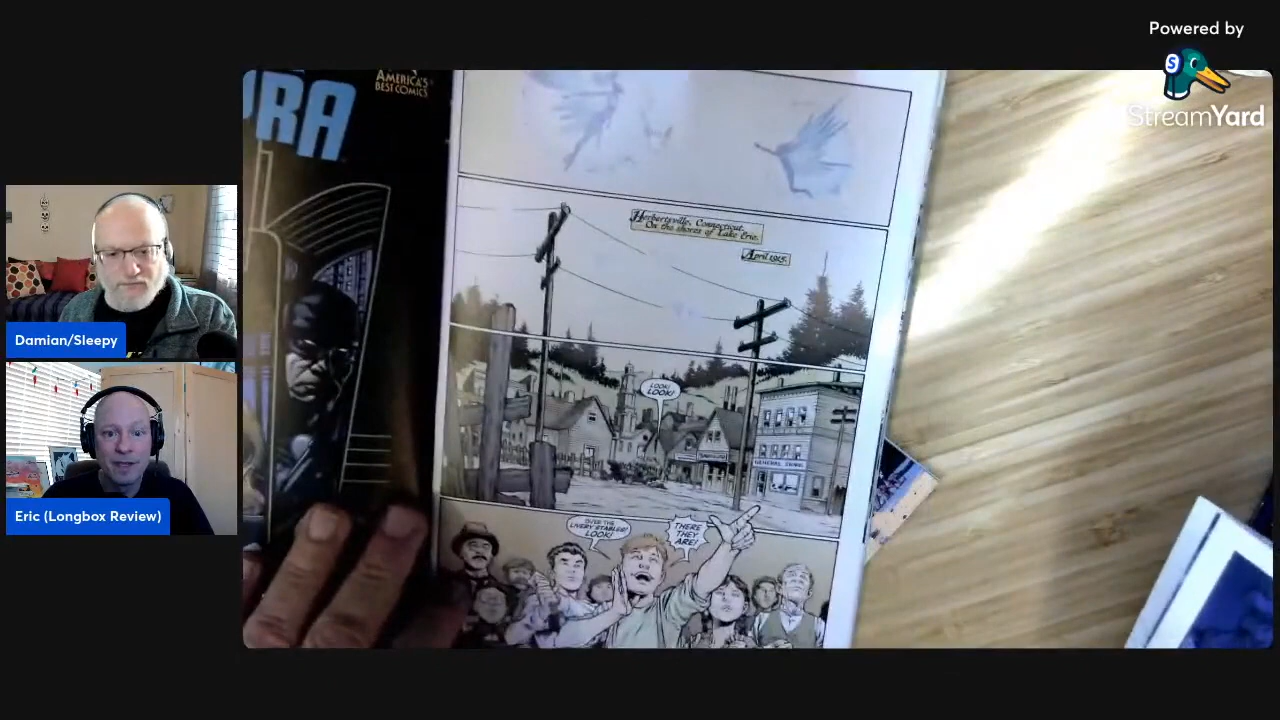 Powered by
StreamYard
AMERICA'S
BEST COMICS
RA
Herbertsville, Connecticut.
On the shores of Lake Erie.
April 1915.
LOOK!
LOOK!
GENERAL STORE
OVER THE
LIVERY STABLES!
LOOK!
THERE
THEY
ARE!
Damian/Sleepy
Eric (Longbox Review)